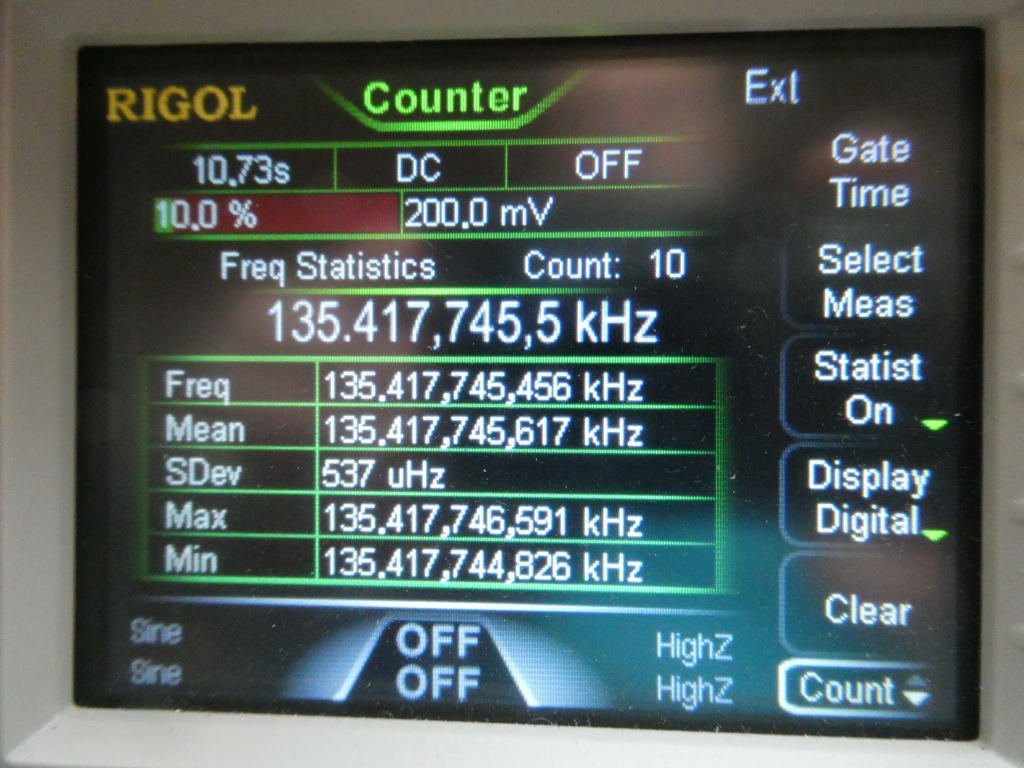 RIGOL Counter Ext
10.73s DC OFF
10.0 % 200.0 mV
Freq Statistics Count: 10
135.417,745,5 kHz
Freq 135.417,745,456 kHz
Mean 135.417,745,617 kHz
SDev 537 uHz
Max 135.417,746,591 kHz
Min 135.417,744,826 kHz
Sine OFF HighZ
Sine OFF HighZ
Gate
Time
Select
Meas
Statist
On
Display
Digital
Clear
Count